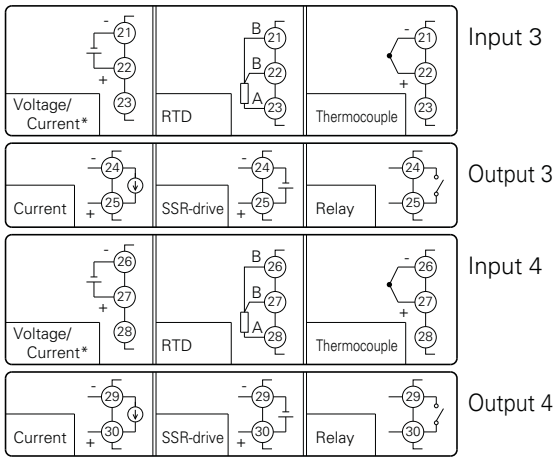 Input 3
- 21 B 21 - 21
22 B 22 22
+ +
23 A 23 23
Voltage/
Current* RTD Thermocouple
Output 3
- 24 - 24 24
+ 25 + 25 25
Current SSR-drive Relay
Input 4
- 26 B 26 - 26
27 B 27 27
+ +
28 A 28 28
Voltage/
Current* RTD Thermocouple
Output 4
- 29 - 29 29
+ 30 + 30 30
Current SSR-drive Relay